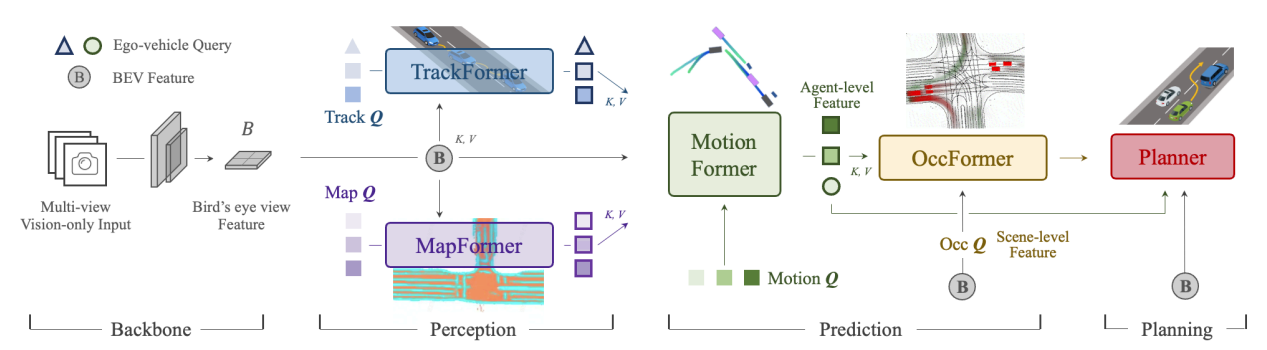 Ego-vehicle Query
B
BEV Feature
B
Multi-view
Vision-only Input
Bird's eye view
Feature
Backbone
TrackFormer
Track Q
K, V
K, V
B
Map Q
K, V
MapFormer
Perception
Motion
Former
Agent-level
Feature
K, V
OccFormer
Occ Q
Scene-level
Feature
B
Motion Q
Prediction
Planner
B
Planning